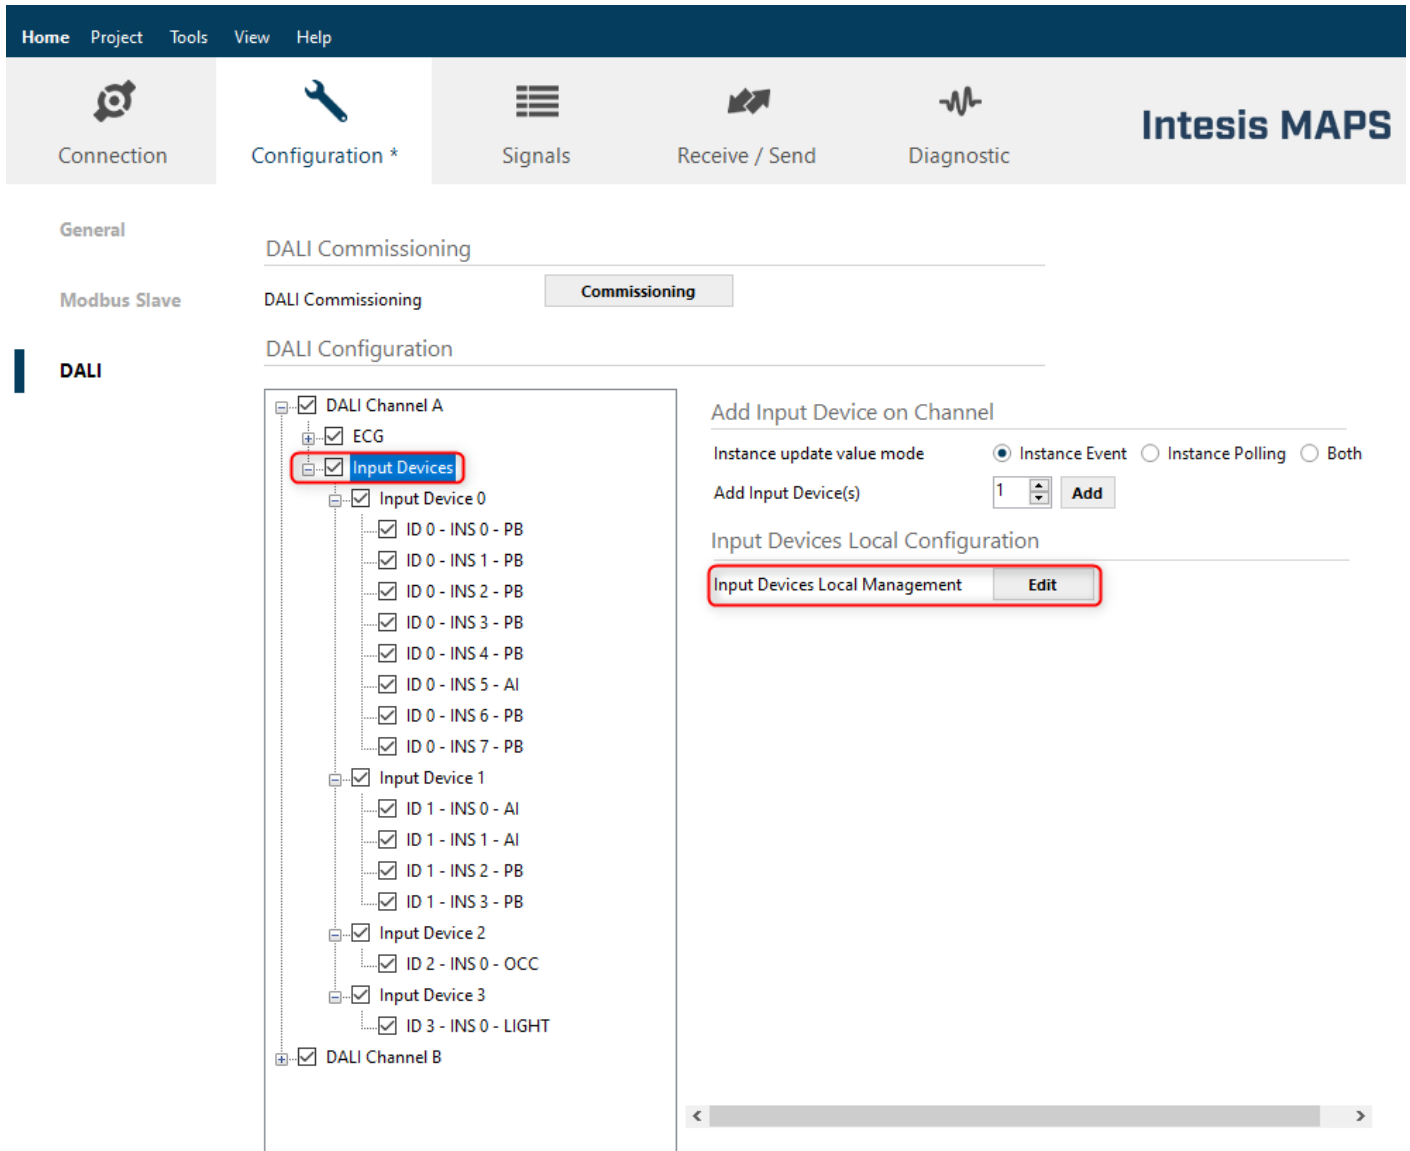 Home Project Tools View Help
Connection
Configuration *
Signals
Receive / Send
Diagnostic
Intesis MAPS
General
Modbus Slave
DALI
DALI Commissioning
DALI Commissioning Commissioning
DALI Configuration
DALI Channel A
ECG
Input Devices
Input Device 0
ID 0 - INS 0 - PB
ID 0 - INS 1 - PB
ID 0 - INS 2 - PB
ID 0 - INS 3 - PB
ID 0 - INS 4 - PB
ID 0 - INS 5 - AI
ID 0 - INS 6 - PB
ID 0 - INS 7 - PB
Input Device 1
ID 1 - INS 0 - AI
ID 1 - INS 1 - AI
ID 1 - INS 2 - PB
ID 1 - INS 3 - PB
Input Device 2
ID 2 - INS 0 - OCC
Input Device 3
ID 3 - INS 0 - LIGHT
DALI Channel B
Add Input Device on Channel
Instance update value mode Instance Event Instance Polling Both
Add Input Device(s) 1 Add
Input Devices Local Configuration
Input Devices Local Management Edit